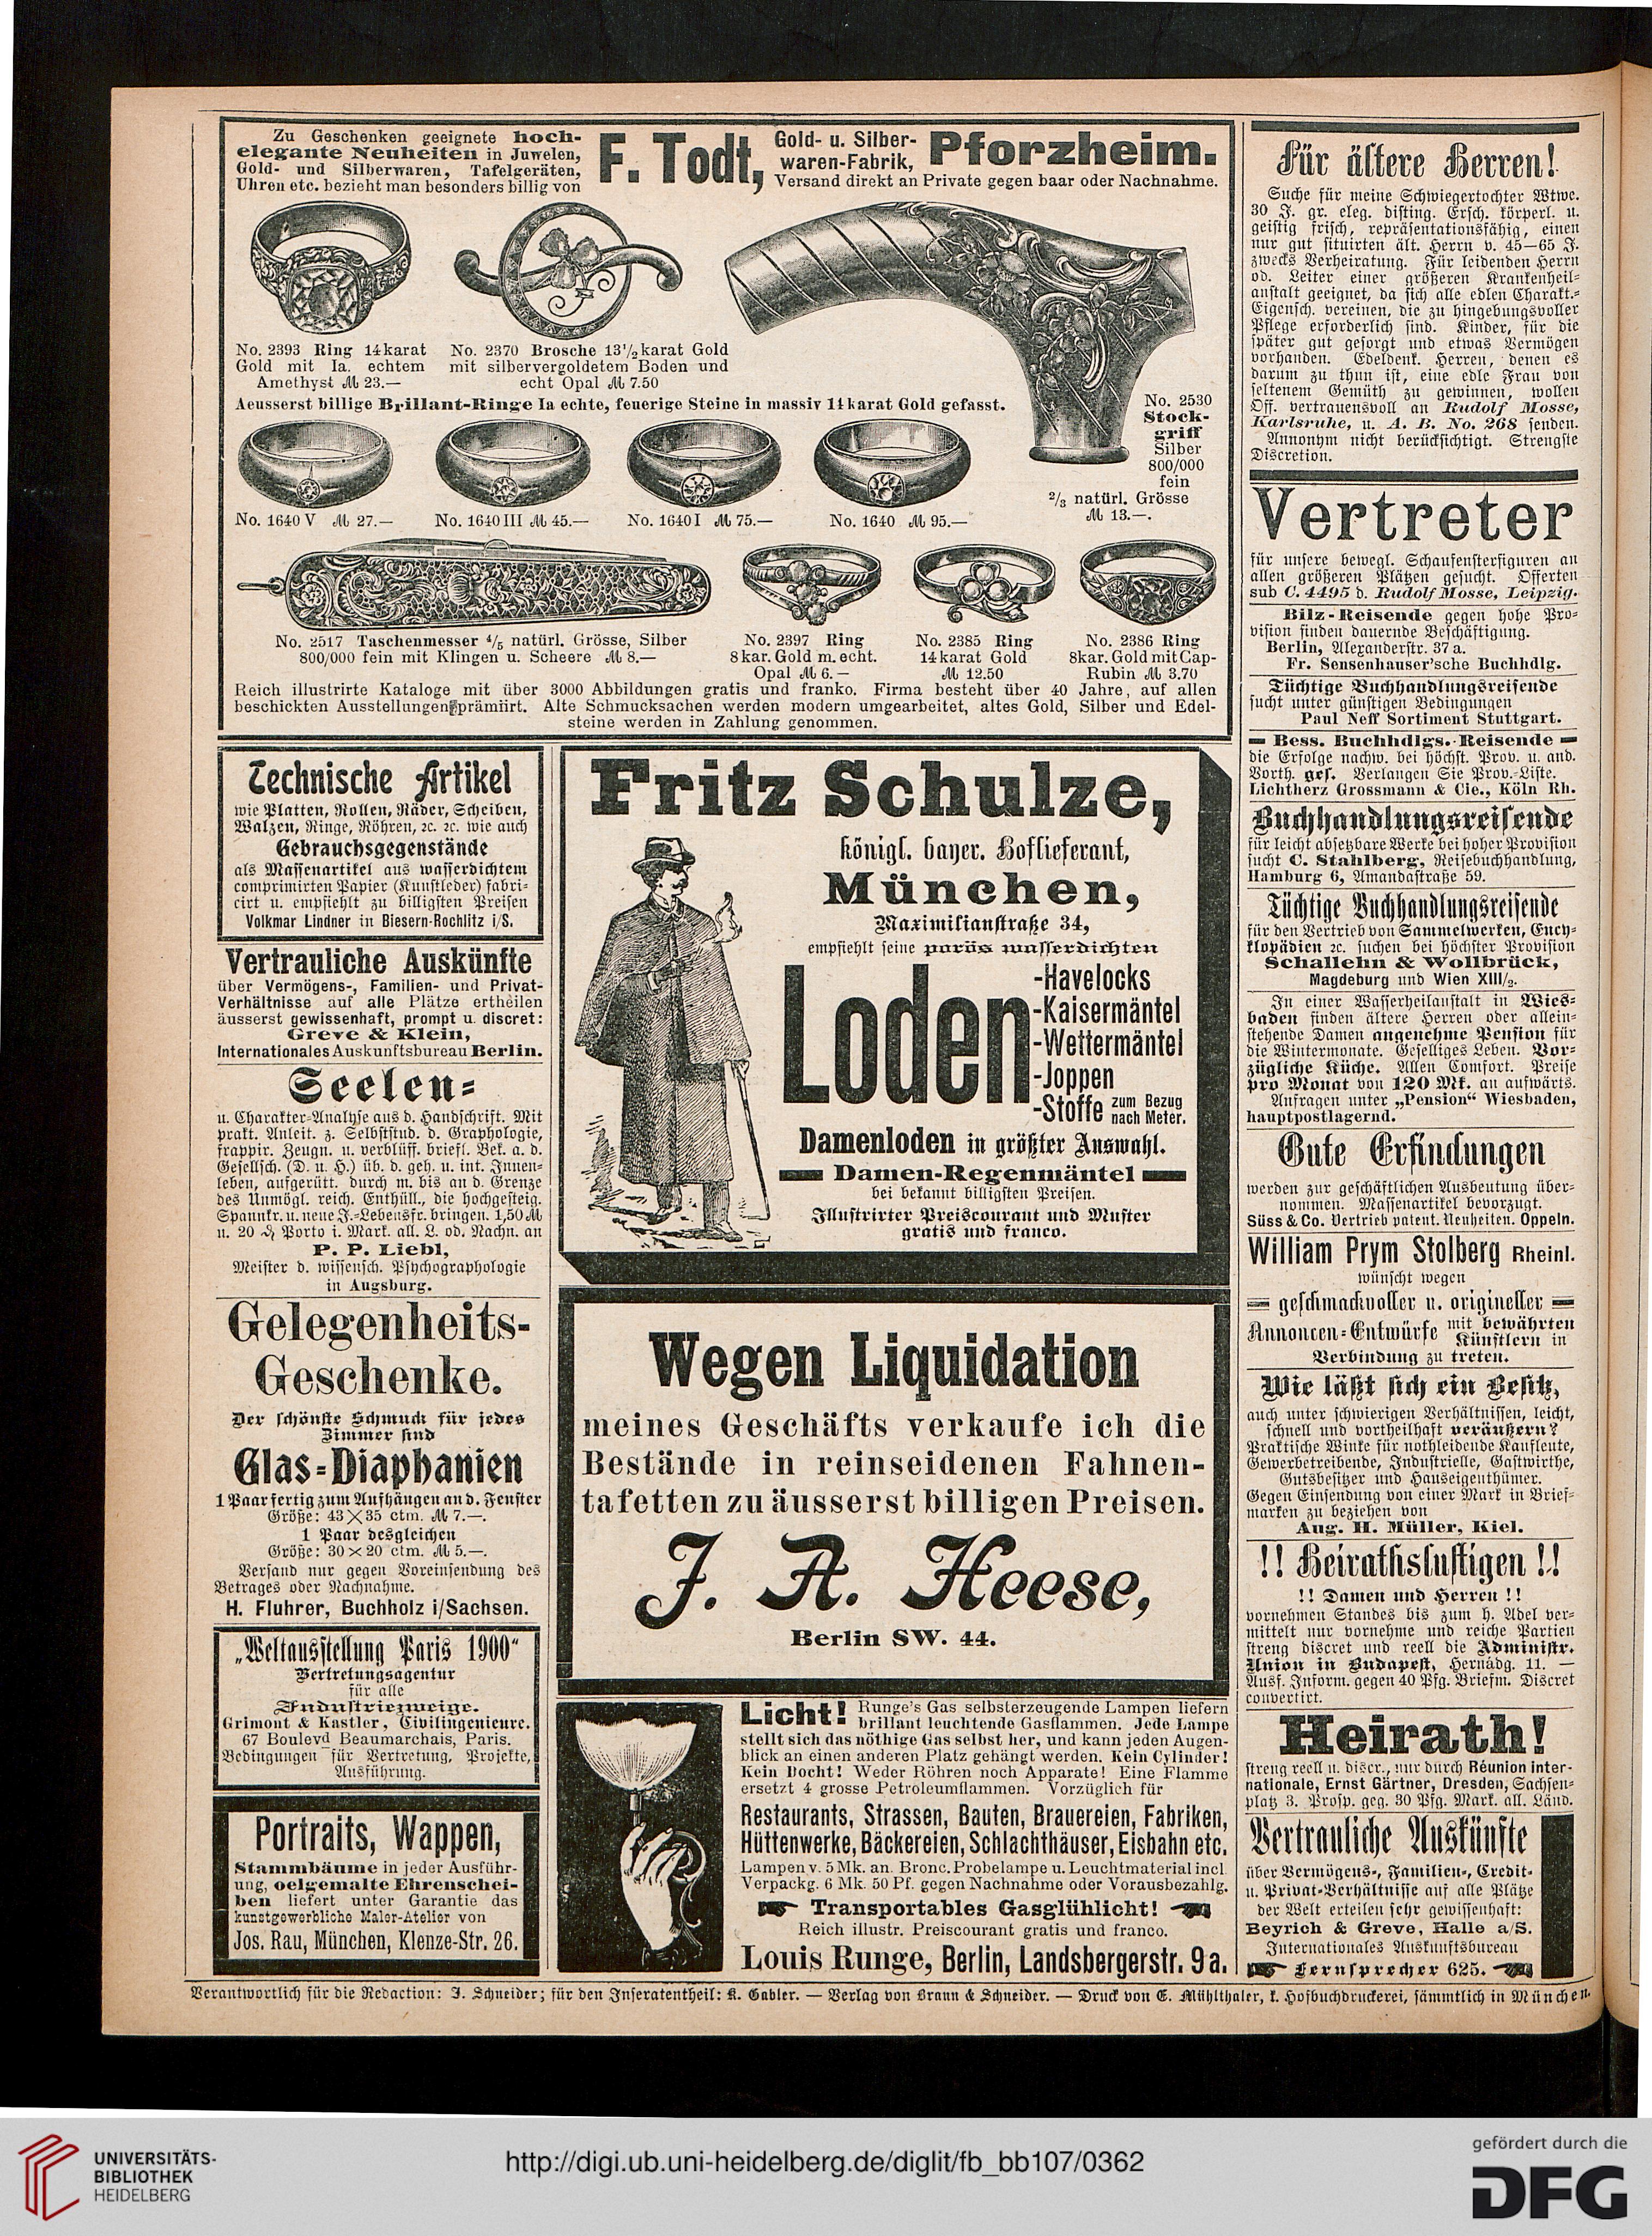 Zu Geschenken geeignete hoch-
elegante Neuheiten in Juwelen,
Gold- und Silberwaren, Tafelgeräten,
Uhren etc. bezieht man besonders billig von
F. Todt,
Gold- u. Silber-
waren-Fabrik,
Pforzheim.
Versand direkt an Private gegen baar oder Nachnahme.
No. 2393 Ring 14karat
Gold mit Ia. echtem
Amethyst ℳ 23.—
No. 2370 Brosche 13½karat Gold
mit silbervergoldetem Boden und
echt Opal ℳ 7.50
No. 2530
Stock-
griff
Silber
800/000
fein
⅔ natürl. Grösse
ℳ 13.—.
Aeusserst billige Brillant-Ringe Ia echte, feuerige Steine in massiv 14karat Gold gefasst.
No. 1640 V ℳ 27.—
No. 1640 III ℳ 45.—
No. 1640 I ℳ 75.—
No. 1640 ℳ 95.—
No. 2517 Taschenmesser ⅘ natürl. Grösse, Silber
800/000 fein mit Klingen u. Scheere ℳ 8.—
No. 2397 Ring
8kar. Gold m. echt.
Opal ℳ 6.—
No. 2385 Ring
14karat Gold
ℳ 12.50
No. 2386 Ring
8kar. Gold mit Cap-
Rubin ℳ 3.70
Reich illustrirte Kataloge mit über 3000 Abbildungen gratis und franko. Firma besteht über 40 Jahre, auf allen
beschickten Ausstellungen prämiirt. Alte Schmucksachen werden modern umgearbeitet, altes Gold, Silber und Edel-
steine werden in Zahlung genommen.
Technische Artikel
wie Platten, Rollen, Räder, Scheiben,
Walzen, Ringe, Röhren, ꝛc. ꝛc. wie auch
Gebrauchsgegenstände
als Massenartikel aus wasserdichtem
comprimirten Papier (Kunstleder) fabri-
cirt u. empfiehlt zu billigsten Preisen
Volkmar Lindner in Biesern-Rochlitz i/S.
Vertrauliche Auskünfte
über Vermögens-, Familien- und Privat-
Verhältnisse auf alle Plätze ertheilen
äusserst gewissenhaft, prompt u. discret:
Greve & Klein,
Internationales Auskunftsbureau Berlin.
Seelen-
u. Charakter-Analyse aus d. Handschrift. Mit
prakt. Anleit. z. Selbststud. d. Graphologie,
frappir. Zeugn. u. verblüff. briefl. Bek. a. d.
Gesellsch. (D. u. H.) üb. d. geh. u. int. Innen-
leben, aufgerütt. durch m. bis an d. Grenze
des Unmögl. reich. Enthüll., die hochgesteig.
Spannkr. u. neue J.-Lebensfr. bringen. 1,50 ℳ
u. 20 ₰ Porto i. Mark. all. L. od. Nachn. an
P. P. Liebl,
Meister d. wissensch. Psychographologie
in Augsburg.
Gelegenheits-
Geschenke.
Der schönste Schmuck für jedes
Zimmer sind
Glas-Diaphanien
1 Paar fertig zum Aufhängen an d. Fenster
Größe: 43×35 ctm. ℳ 7.—.
1 Paar desgleichen
Größe: 30×20 ctm. ℳ 5.—.
Versand nur gegen Voreinsendung des
Betrages oder Nachnahme.
H. Fluhrer, Buchholz i/Sachsen.
„Weltausstellung Paris 1900“
Vertretungsagentur
für alle
Industriezweige.
Grimont & Kastler, Civilingenieure.
67 Boulevd Beaumarchais, Paris.
Bedingungen für Vertretung, Projekte,
Ausführung.
Portraits, Wappen,
Stammbäume in jeder Ausführ-
ung, oelgemalte Ehrenschei-
ben liefert unter Garantie das
kunstgewerbliche Maler-Atelier von
Jos. Rau, München, Klenze-Str. 26.
Fritz Schulze,
königl. bayer. Hoflieferant,
München,
Maximilianstraße 34,
empfiehlt seine porös wasserdichten
Loden
-Havelocks
-Kaisermäntel
-Wettermäntel
-Joppen
-Stoffe zum Bezug
nach Meter.
Damenloden in größter Auswahl.
Damen-Regenmäntel
bei bekannt billigsten Preisen.
Illustrirter Preiscourant und Muster
gratis und franco.
Wegen Liquidation
meines Geschäfts verkaufe ich die
Bestände in reinseidenen Fahnen-
tafetten zu äusserst billigen Preisen.
J. A. Heese,
Berlin SW. 44.
Licht! Runge's Gas selbsterzeugende Lampen liefern
brillant leuchtende Gasflammen. Jede Lampe
stellt sich das nöthige Gas selbst her, und kann jeden Augen-
blick an einen anderen Platz gehängt werden. Kein Cylinder!
Kein Docht! Weder Röhren noch Apparate! Eine Flamme
ersetzt 4 grosse Petroleumflammen. Vorzüglich für
Restaurants, Strassen, Bauten, Brauereien, Fabriken,
Hüttenwerke, Bäckereien, Schlachthäuser, Eisbahn etc.
Lampen v. 5 Mk. an. Bronc. Probelampe u. Leuchtmaterial incl.
Verpackg. 6 Mk. 50 Pf. gegen Nachnahme oder Vorausbezahlg.
Transportables Gasglühlicht!
Reich illustr. Preiscourant gratis und franco.
Louis Runge, Berlin, Landsbergerstr. 9a.
Für ältere Herren!
Suche für meine Schwiegertochter Wtwe.
30 J. gr. eleg. disting. Ersch. körperl. u.
geistig frisch, repräsentationsfähig, einen
nur gut situirten ält. Herrn v. 45—65 J.
zwecks Verheiratung. Für leidenden Herrn
od. Leiter einer größeren Krankenheil-
anstalt geeignet, da sich alle edlen Charakt.-
Eigensch. vereinen, die zu hingebungsvoller
Pflege erforderlich sind. Kinder, für die
später gut gesorgt und etwas Vermögen
vorhanden. Edeldenk. Herren, denen es
darum zu thun ist, eine edle Frau von
seltenem Gemüth zu gewinnen, wollen
Off. vertrauensvoll an Rudolf Mosse,
Karlsruhe, u. A. B. No. 268 senden.
Annonym nicht berücksichtigt. Strengste
Discretion.
Vertreter
für unsere bewegl. Schaufensterfiguren an
allen größeren Plätzen gesucht. Offerten
sub C. 4495 d. Rudolf Mosse, Leipzig.
Bilz-Reisende gegen hohe Pro-
vision finden dauernde Beschäftigung.
Berlin, Alexanderstr. 37a.
Fr. Sensenhauser'sche Buchhdlg.
Tüchtige Buchhandlungsreisende
sucht unter günstigen Bedingungen
Paul Neff Sortiment Stuttgart.
Bess. Buchhdlgs.-Reisende
die Erfolge nachw. bei höchst. Prov. u. and.
Vorth. ges. Verlangen Sie Prov.-Liste.
Lichtherz Grossmann & Cie., Köln Rh.
Buchhandlungsreisende
für leicht absetzbare Werke bei hoher Provision
sucht C. Stahlberg, Reisebuchhandlung,
Hamburg 6, Amandastraße 59.
Tüchtige Buchhandlungsreisende
für den Vertrieb von Sammelwerken, Ency-
klopädien ꝛc. suchen bei höchster Provision
Schallehn & Wollbrück,
Magdeburg und Wien XIII/2.
In einer Wasserheilanstalt in Wies-
baden finden ältere Herren oder allein-
stehende Damen angenehme Pension für
die Wintermonate. Geselliges Leben. Vor-
zügliche Küche. Allen Comfort. Preise
pro Monat von 120 Mk. an aufwärts.
Anfragen unter „Pension“ Wiesbaden,
hauptpostlagernd.
Gute Erfindungen
werden zur geschäftlichen Ausbeutung über-
nommen. Massenartikel bevorzugt.
Süss & Co. Vertrieb patent. Neuheiten. Oppeln.
William Prym Stolberg Rheinl.
wünscht wegen
geschmackvoller u. origineller
Annoncen-Entwürfe mit bewährten
Künstlern in
Verbindung zu treten.
Wie läßt sich ein Besitz,
auch unter schwierigen Verhältnissen, leicht,
schnell und vortheilhaft veräußern?
Praktische Winke für nothleidende Kaufleute,
Gewerbetreibende, Industrielle, Gastwirthe,
Gutsbesitzer und Hauseigenthümer.
Gegen Einsendung von einer Mark in Brief-
marken zu beziehen von
Aug. H. Müller, Kiel.
!! Heirathslustigen !!
!! Damen und Herren !!
vornehmen Standes bis zum h. Adel ver-
mittelt nur vornehme und reiche Partien
streng discret und reell die Administr.
Union in Budapest, Hernádg. 11. —
Ausf. Inform. gegen 40 Pfg. Briefm. Discret
convertirt.
Heirath!
streng reell u. discr., nur durch Réunion inter-
nationale, Ernst Gärtner, Dresden, Sachsen-
platz 3. Prosp. geg. 30 Pfg. Mark. all. Länd.
Vertrauliche Auskünfte
über Vermögens-, Familien-, Credit-
u. Privat-Verhältnisse auf alle Plätze
der Welt erteilen sehr gewissenhaft:
Beyrich & Greve, Halle a/S.
Internationales Auskunftsbureau
Fernsprecher 625.
Verantwortlich für die Redaction: J. Schneider; für den Inseratentheil: K. Gabler. — Verlag von Braun & Schneider. — Druck von E. Mühlthaler, k. Hofbuchdruckerei, sämmtlich in München.
UNIVERSITÄTS-
BIBLIOTHEK
HEIDELBERG
http://digi.ub.uni-heidelberg.de/diglit/fb_bb107/0362
gefördert durch die
DFG